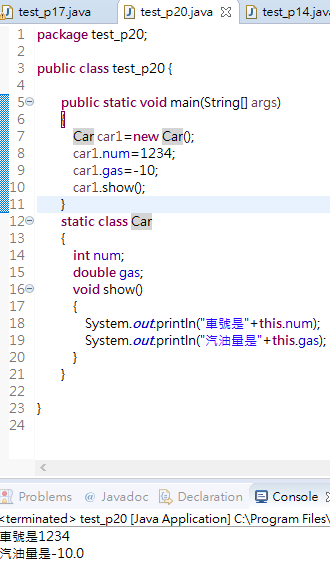 test_p17.java test_p20.java test_p14.java
1 package test_p20;
2
3 public class test_p20 {
4
5 public static void main(String[] args)
6 {
7 Car car1=new Car();
8 car1.num=1234;
9 car1.gas=-10;
10 car1.show();
11 }
12 static class Car
13 {
14 int num;
15 double gas;
16 void show()
17 {
18 System.out.println("車號是"+this.num);
19 System.out.println("汽油量是"+this.gas);
20 }
21 }
22
23 }
24
Problems @ Javadoc Declaration Console
<terminated> test_p20 [Java Application] C:\Program Files\
車號是1234
汽油量是-10.0